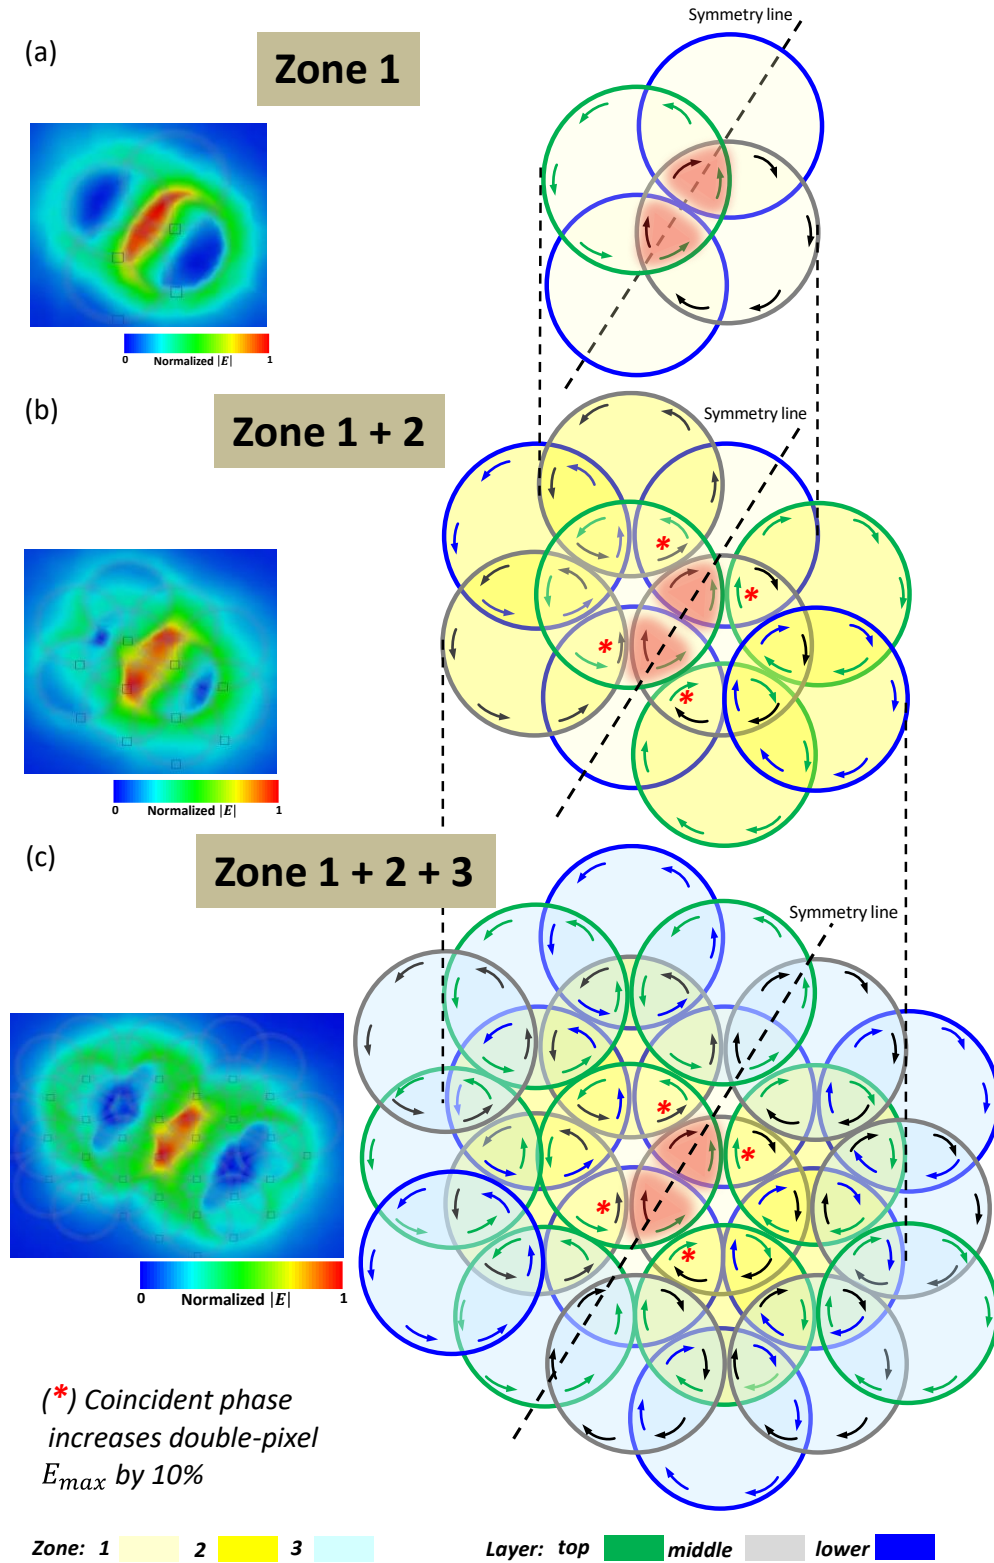 Symmetry line
(a)
Zone 1
0 Normalized |E| 1
(b)
Zone 1 + 2
Symmetry line
*
*
*
*
0 Normalized |E| 1
(c)
Zone 1 + 2 + 3
Symmetry line
*
*
*
*
0 Normalized |E| 1
(*) Coincident phase
increases double-pixel
E_max by 10%
Zone: 1 2 3 Layer: top middle lower